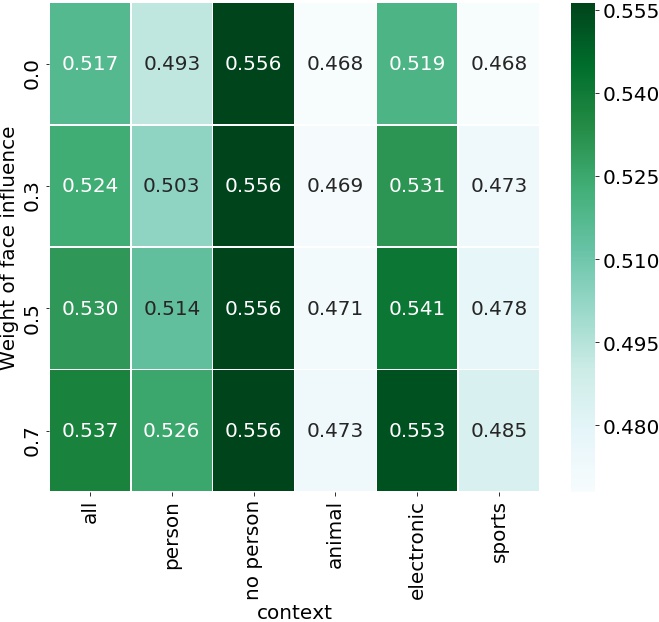 0.517 0.493 0.556 0.468 0.519 0.468
0.524 0.503 0.556 0.469 0.531 0.473
0.530 0.514 0.556 0.471 0.541 0.478
0.537 0.526 0.556 0.473 0.553 0.485
0.0
0.3
0.5
0.7
Weight of face influence
all
person
no person
animal
electronic
sports
context
0.555
0.540
0.525
0.510
0.495
0.480